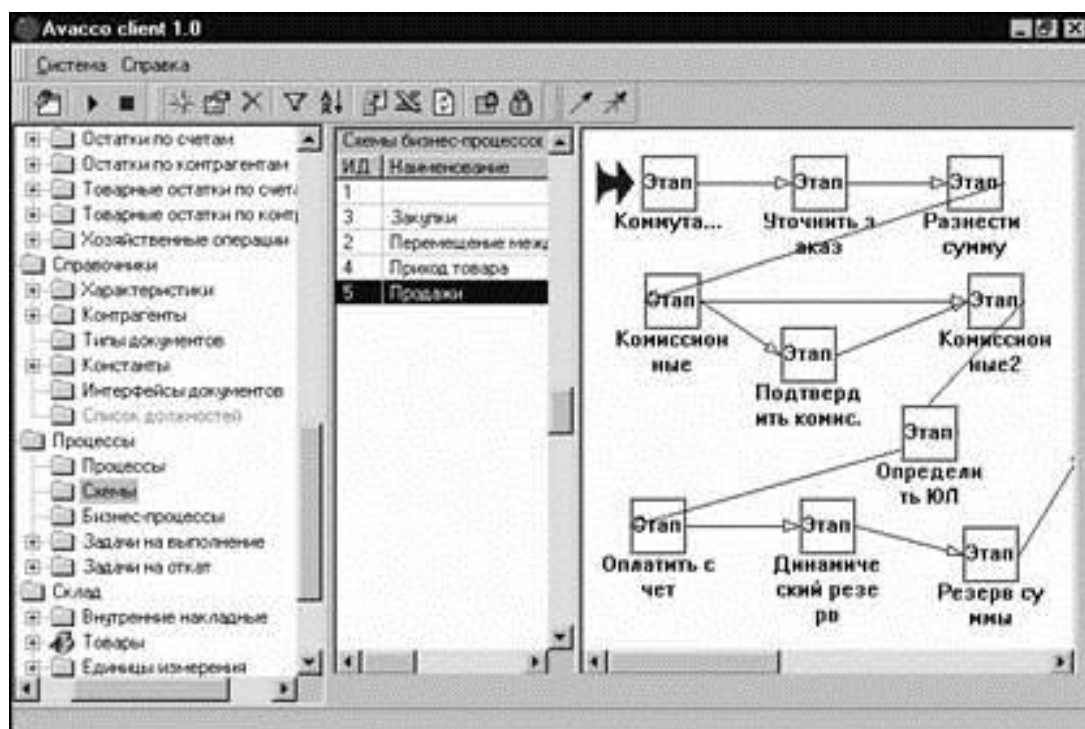 Avacco client 1.0
Система Справка
Остатки по счетам
Остатки по контрагентам
Товарные остатки по счета
Товарные остатки по конт
Хозяйственные операции
Справочники
Характеристики
Контрагенты
Типы документов
Константы
Интерфейсы документов
Список должностей
Процессы
Процессы
Схемы
Бизнес-процессы
Задачи на выполнение
Задачи на откат
Склад
Внутренние накладные
Товары
Единицы измерения
Схемы бизнес-процессов
ИД Наименование
1
3 Закупки
2 Перемещение межд
4 Приход товара
5 Продажи
Этап Этап Этап
Коммута... Уточнить з Разнести
аказ сумму
Этап Этап
Комиссион Комиссион
ные ные2
Этап
Подтверд
ить комис.
Этап
Определи
ть ЮЛ
Этап Этап Этап
Оплатить с Динамиче Резерв су
чет ский резе ммы
рв